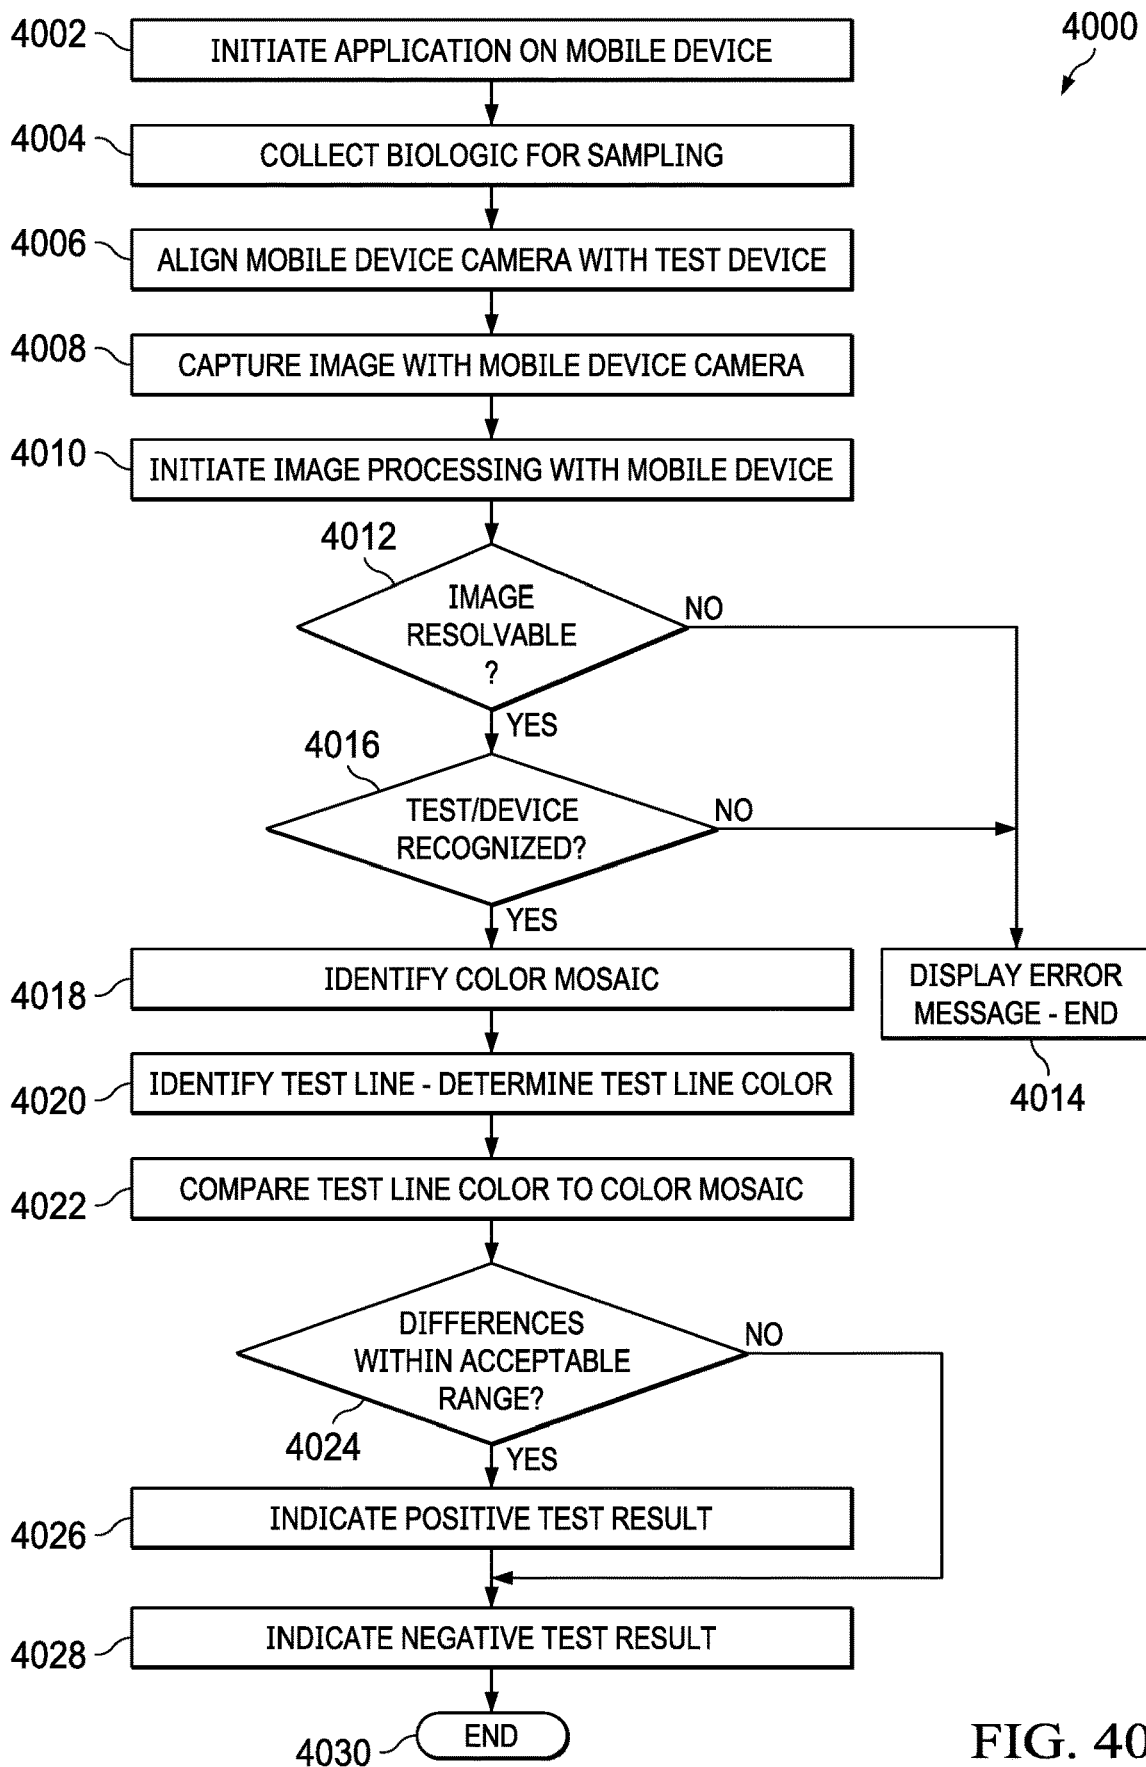 4000
4002
INITIATE APPLICATION ON MOBILE DEVICE
4004
COLLECT BIOLOGIC FOR SAMPLING
4006
ALIGN MOBILE DEVICE CAMERA WITH TEST DEVICE
4008
CAPTURE IMAGE WITH MOBILE DEVICE CAMERA
4010
INITIATE IMAGE PROCESSING WITH MOBILE DEVICE
4012
IMAGE
RESOLVABLE
?
NO
YES
4016
TEST/DEVICE
RECOGNIZED?
NO
YES
4018
IDENTIFY COLOR MOSAIC
DISPLAY ERROR
MESSAGE - END
4014
4020
IDENTIFY TEST LINE - DETERMINE TEST LINE COLOR
4022
COMPARE TEST LINE COLOR TO COLOR MOSAIC
DIFFERENCES
WITHIN ACCEPTABLE
RANGE?
NO
4024
YES
4026
INDICATE POSITIVE TEST RESULT
4028
INDICATE NEGATIVE TEST RESULT
4030
END
FIG. 40